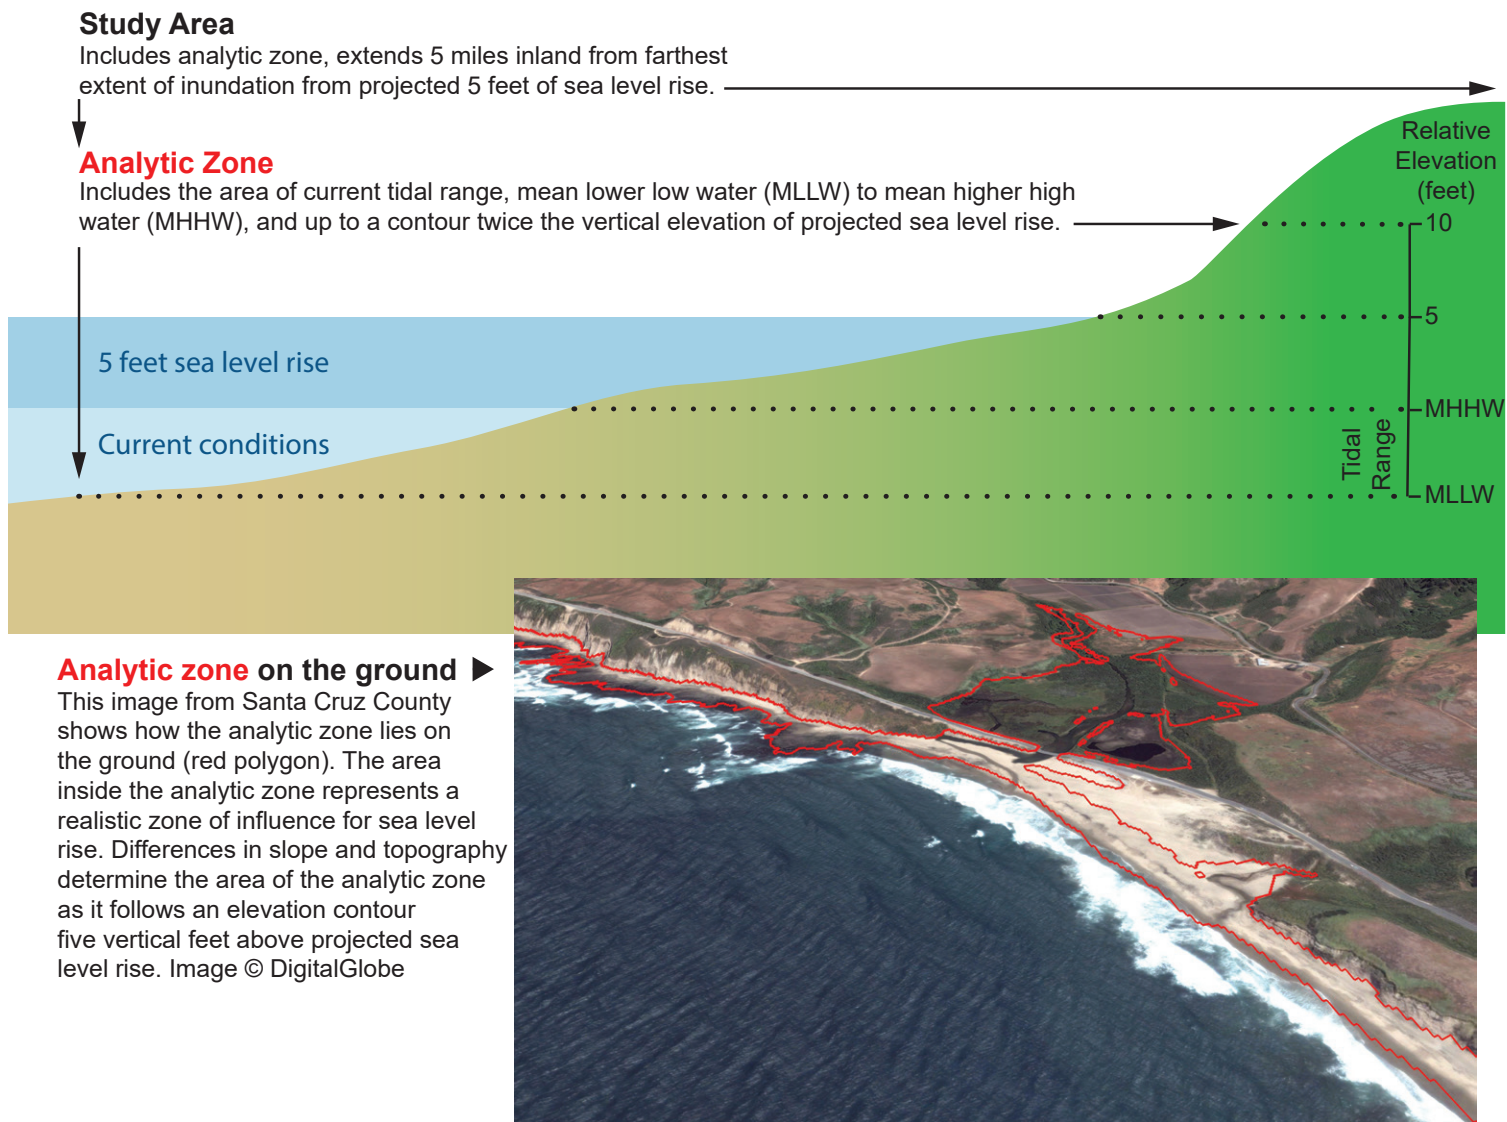 Study Area
Includes analytic zone, extends 5 miles inland from farthest
extent of inundation from projected 5 feet of sea level rise.
Analytic Zone
Includes the area of current tidal range, mean lower low water (MLLW) to mean higher high
water (MHHW), and up to a contour twice the vertical elevation of projected sea level rise.
Relative
Elevation
(feet)
10
5
MHHW
MLLW
Tidal
Range
5 feet sea level rise
Current conditions
Analytic zone on the ground
This image from Santa Cruz County
shows how the analytic zone lies on
the ground (red polygon). The area
inside the analytic zone represents a
realistic zone of influence for sea level
rise. Differences in slope and topography
determine the area of the analytic zone
as it follows an elevation contour
five vertical feet above projected sea
level rise. Image © DigitalGlobe